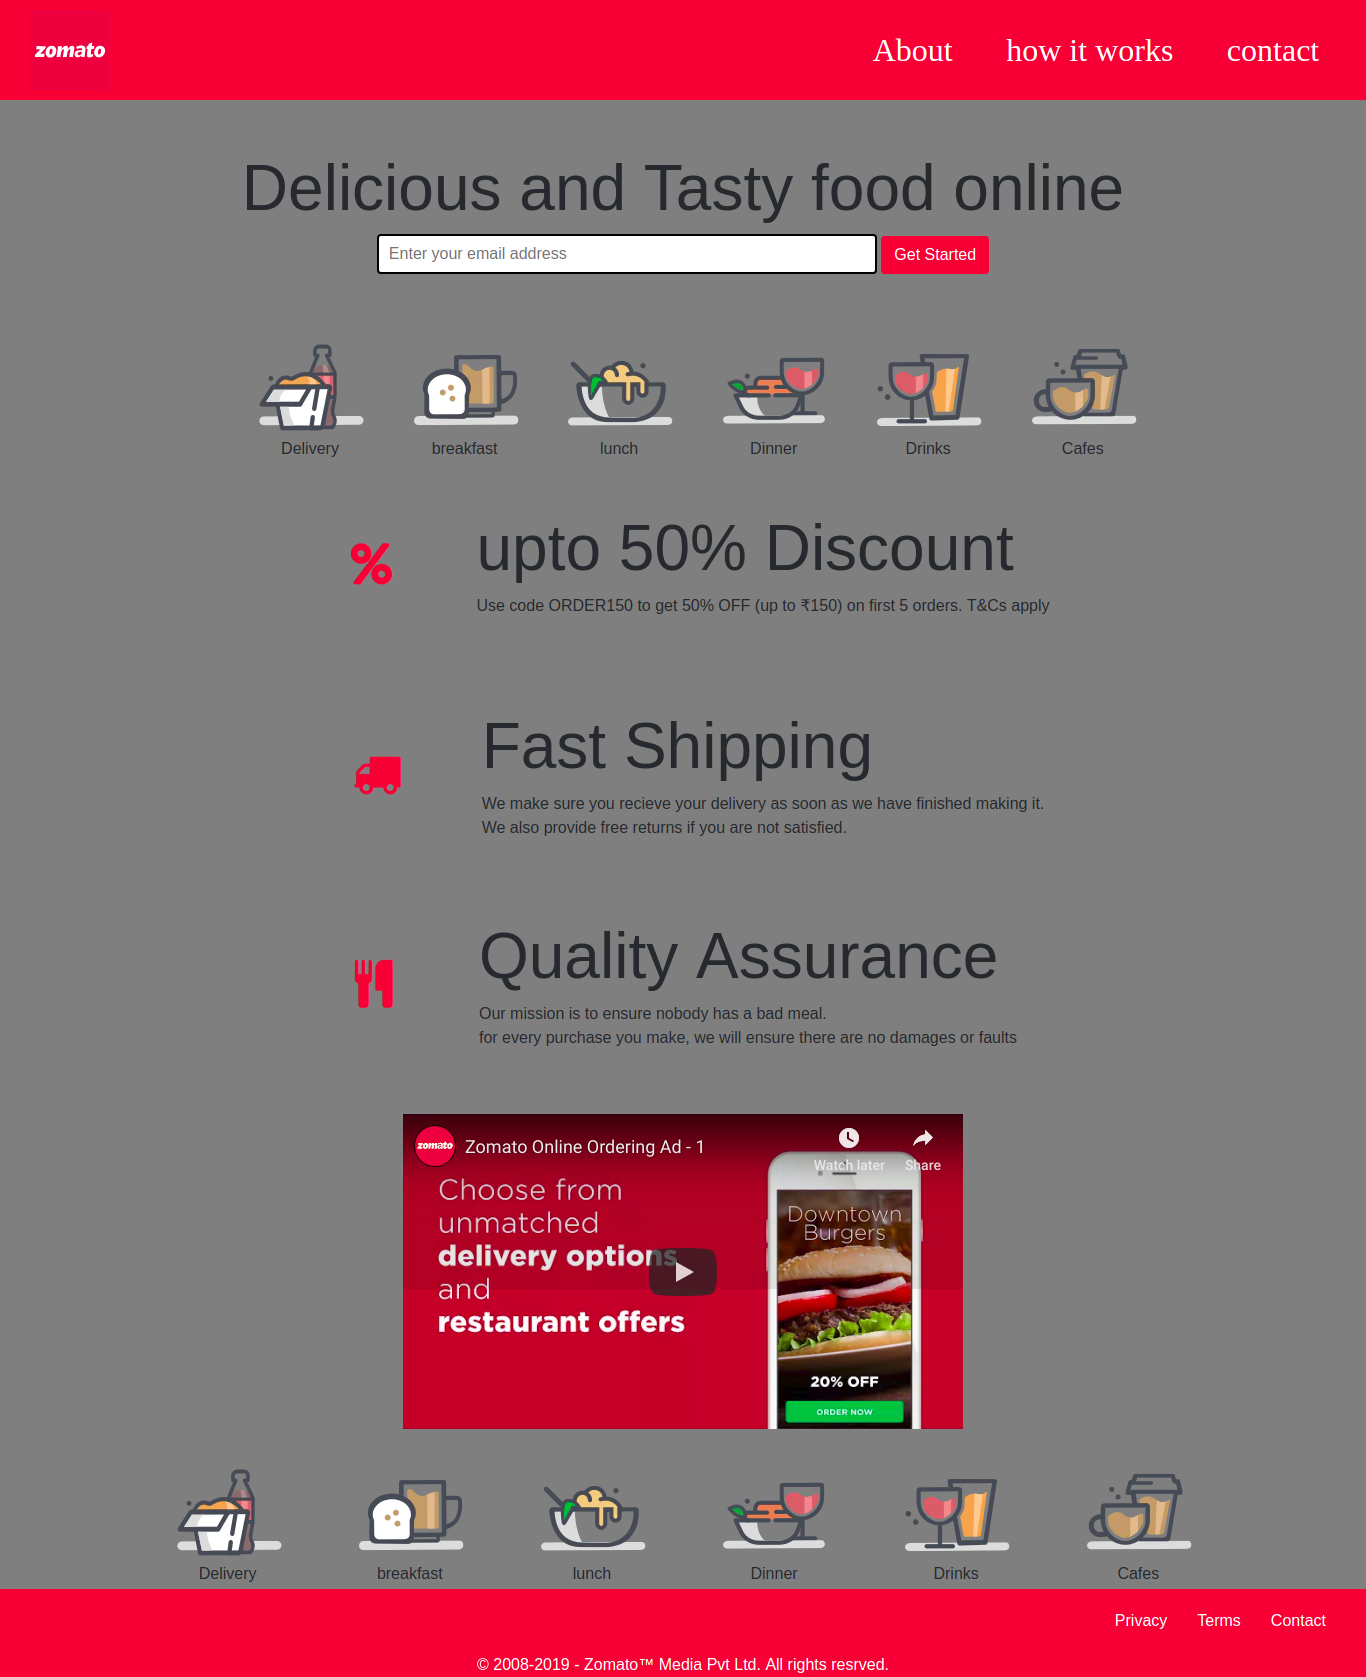 zomato
About how it works contact
Delicious and Tasty food online
Enter your email address Get Started
Delivery breakfast lunch Dinner Drinks Cafes
upto 50% Discount
Use code ORDER150 to get 50% OFF (up to ₹150) on first 5 orders. T&Cs apply
Fast Shipping
We make sure you recieve your delivery as soon as we have finished making it.
We also provide free returns if you are not satisfied.
Quality Assurance
Our mission is to ensure nobody has a bad meal.
for every purchase you make, we will ensure there are no damages or faults
zomato Zomato Online Ordering Ad - 1
Watch later Share
Choose from
unmatched
delivery options
and
restaurant offers
Downtown
Burgers
20% OFF
ORDER NOW
Delivery breakfast lunch Dinner Drinks Cafes
Privacy Terms Contact
© 2008-2019 - Zomato™ Media Pvt Ltd. All rights resrved.